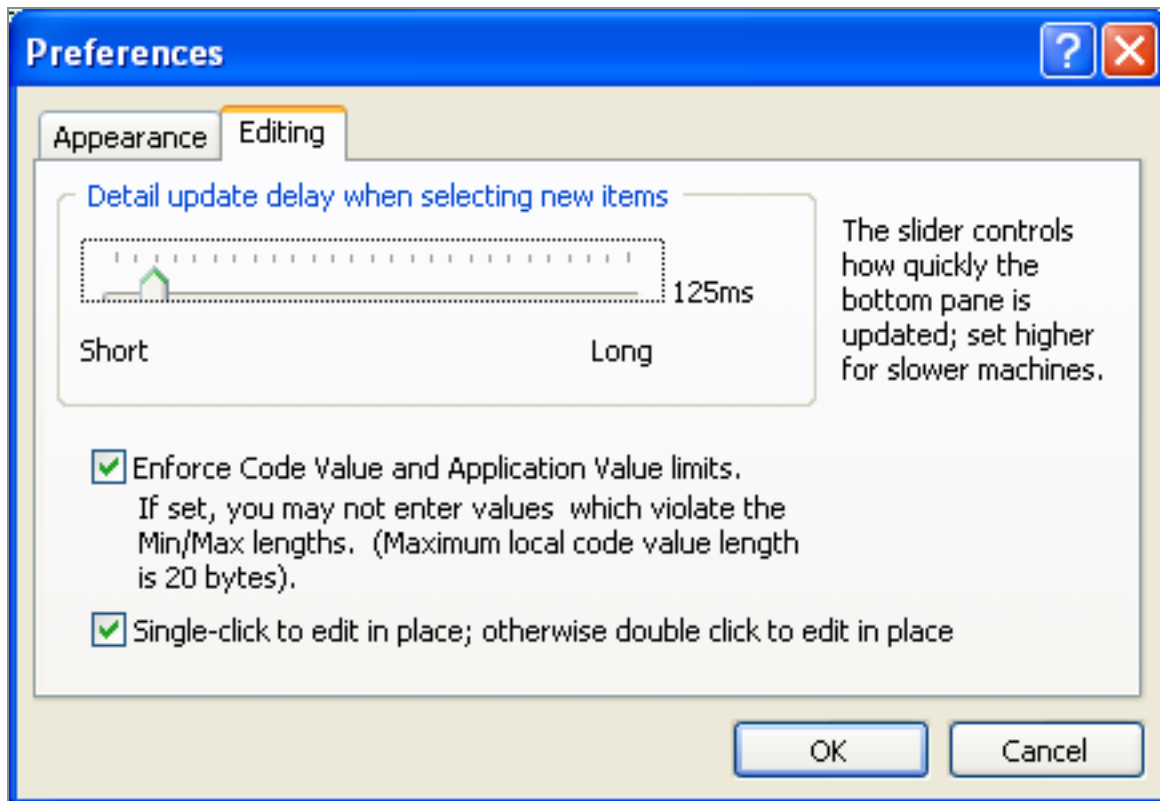 Preferences
?
Appearance
Editing
Detail update delay when selecting new items
125ms
Short
Long
The slider controls
how quickly the
bottom pane is
updated; set higher
for slower machines.
Enforce Code Value and Application Value limits.
If set, you may not enter values  which violate the
Min/Max lengths.  (Maximum local code value length
is 20 bytes).
Single-click to edit in place; otherwise double click to edit in place
OK
Cancel